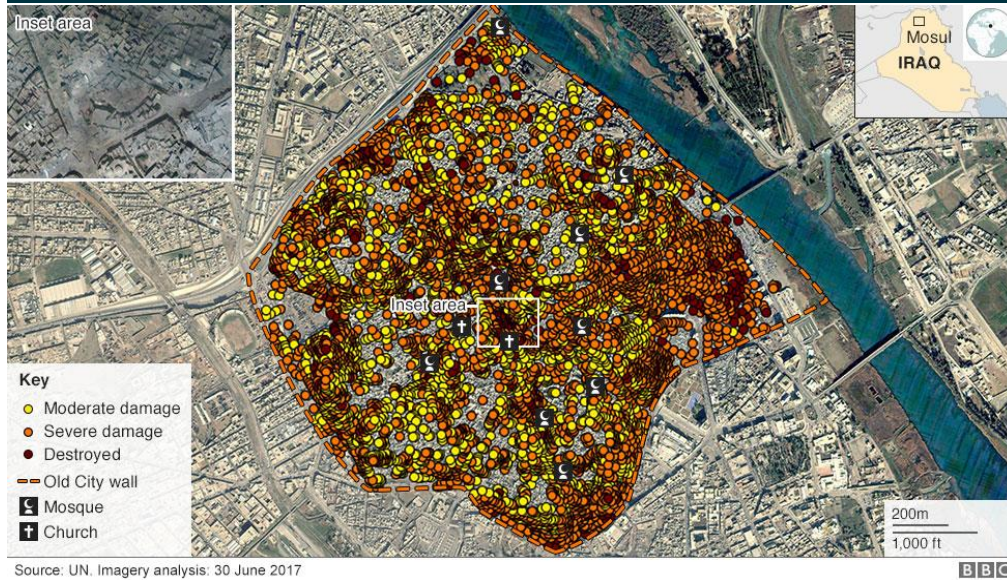 Inset area
Mosul
IRAQ
Inset area
Key
Moderate damage
Severe damage
Destroyed
Old City wall
Mosque
Church
200m
1,000 ft
Source: UN. Imagery analysis: 30 June 2017
BBC